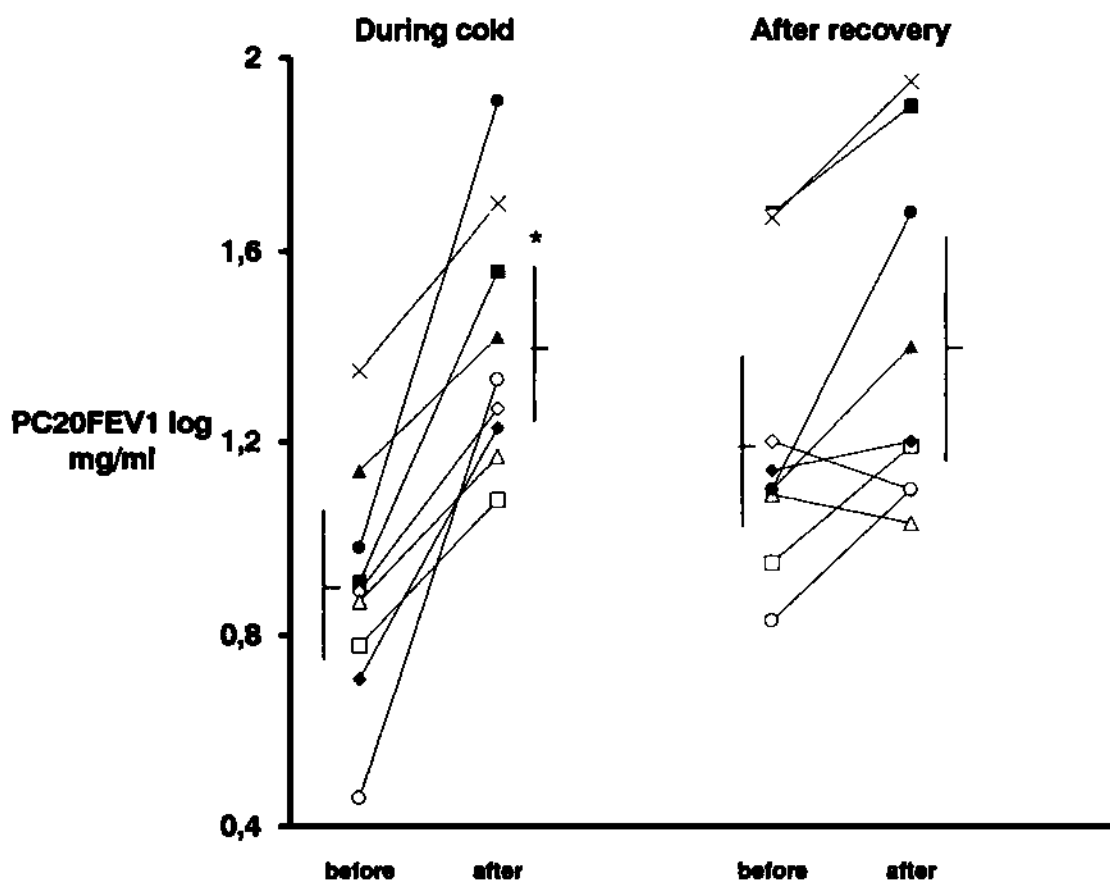 During cold
After recovery
2
1,6
*
1,2
PC20FEV1 log
mg/ml
0,8
0,4
before
after
before
after